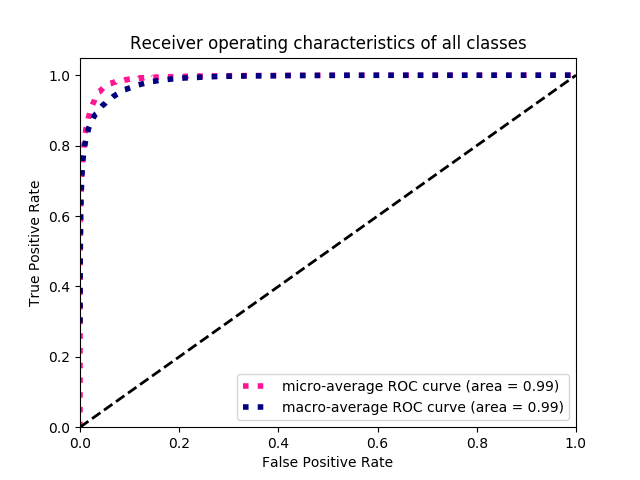 Receiver operating characteristics of all classes
True Positive Rate
1.0
0.8
0.6
0.4
0.2
0.0
micro-average ROC curve (area = 0.99)
macro-average ROC curve (area = 0.99)
0.0 0.2 0.4 0.6 0.8 1.0
False Positive Rate